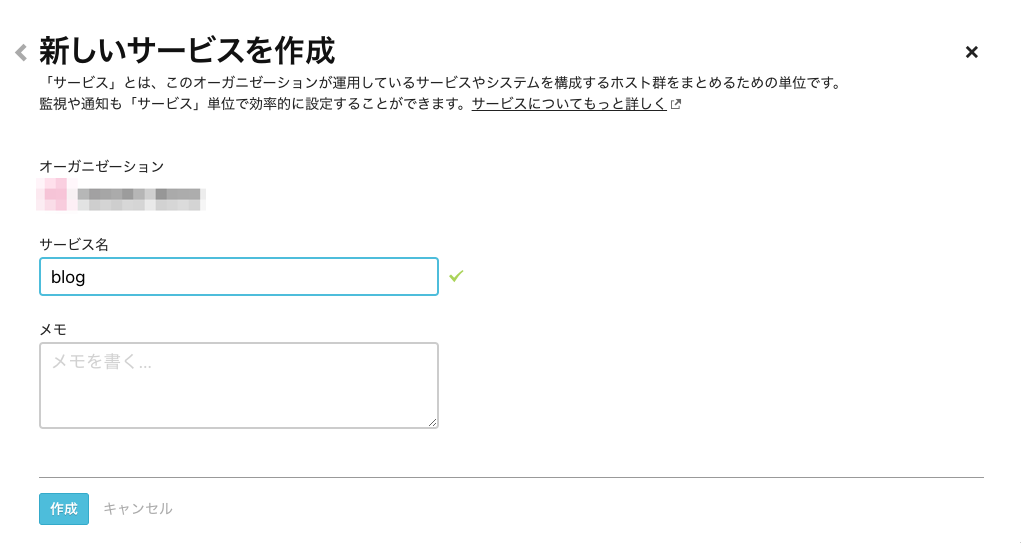 新しいサービスを作成
「サービス」とは、このオーガニゼーションが運用しているサービスやシステムを構成するホスト群をまとめるための単位です。
監視や通知も「サービス」単位で効率的に設定することができます。サービスについてもっと詳しく
オーガニゼーション
サービス名
blog
メモ
メモを書く...
作成 キャンセル